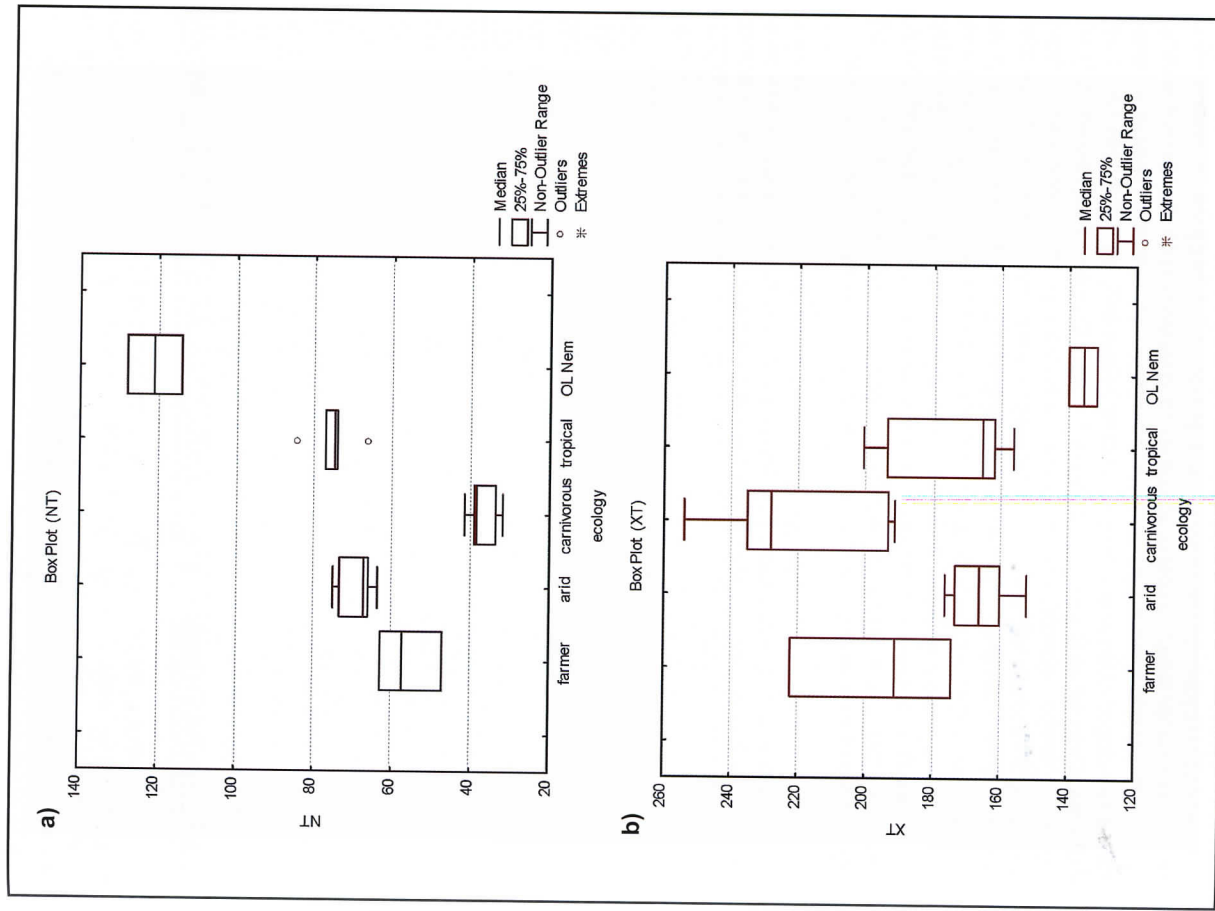 a)
Box Plot (NT)
140
120
100
80
60
40
20
NT
farmer arid carnivorous tropical OL Nem
ecology
Median
25%-75%
Non-Outlier Range
Outliers
Extremes
b)
Box Plot (XT)
260
240
220
200
180
160
140
120
XT
farmer arid carnivorous tropical OL Nem
ecology
Median
25%-75%
Non-Outlier Range
Outliers
Extremes